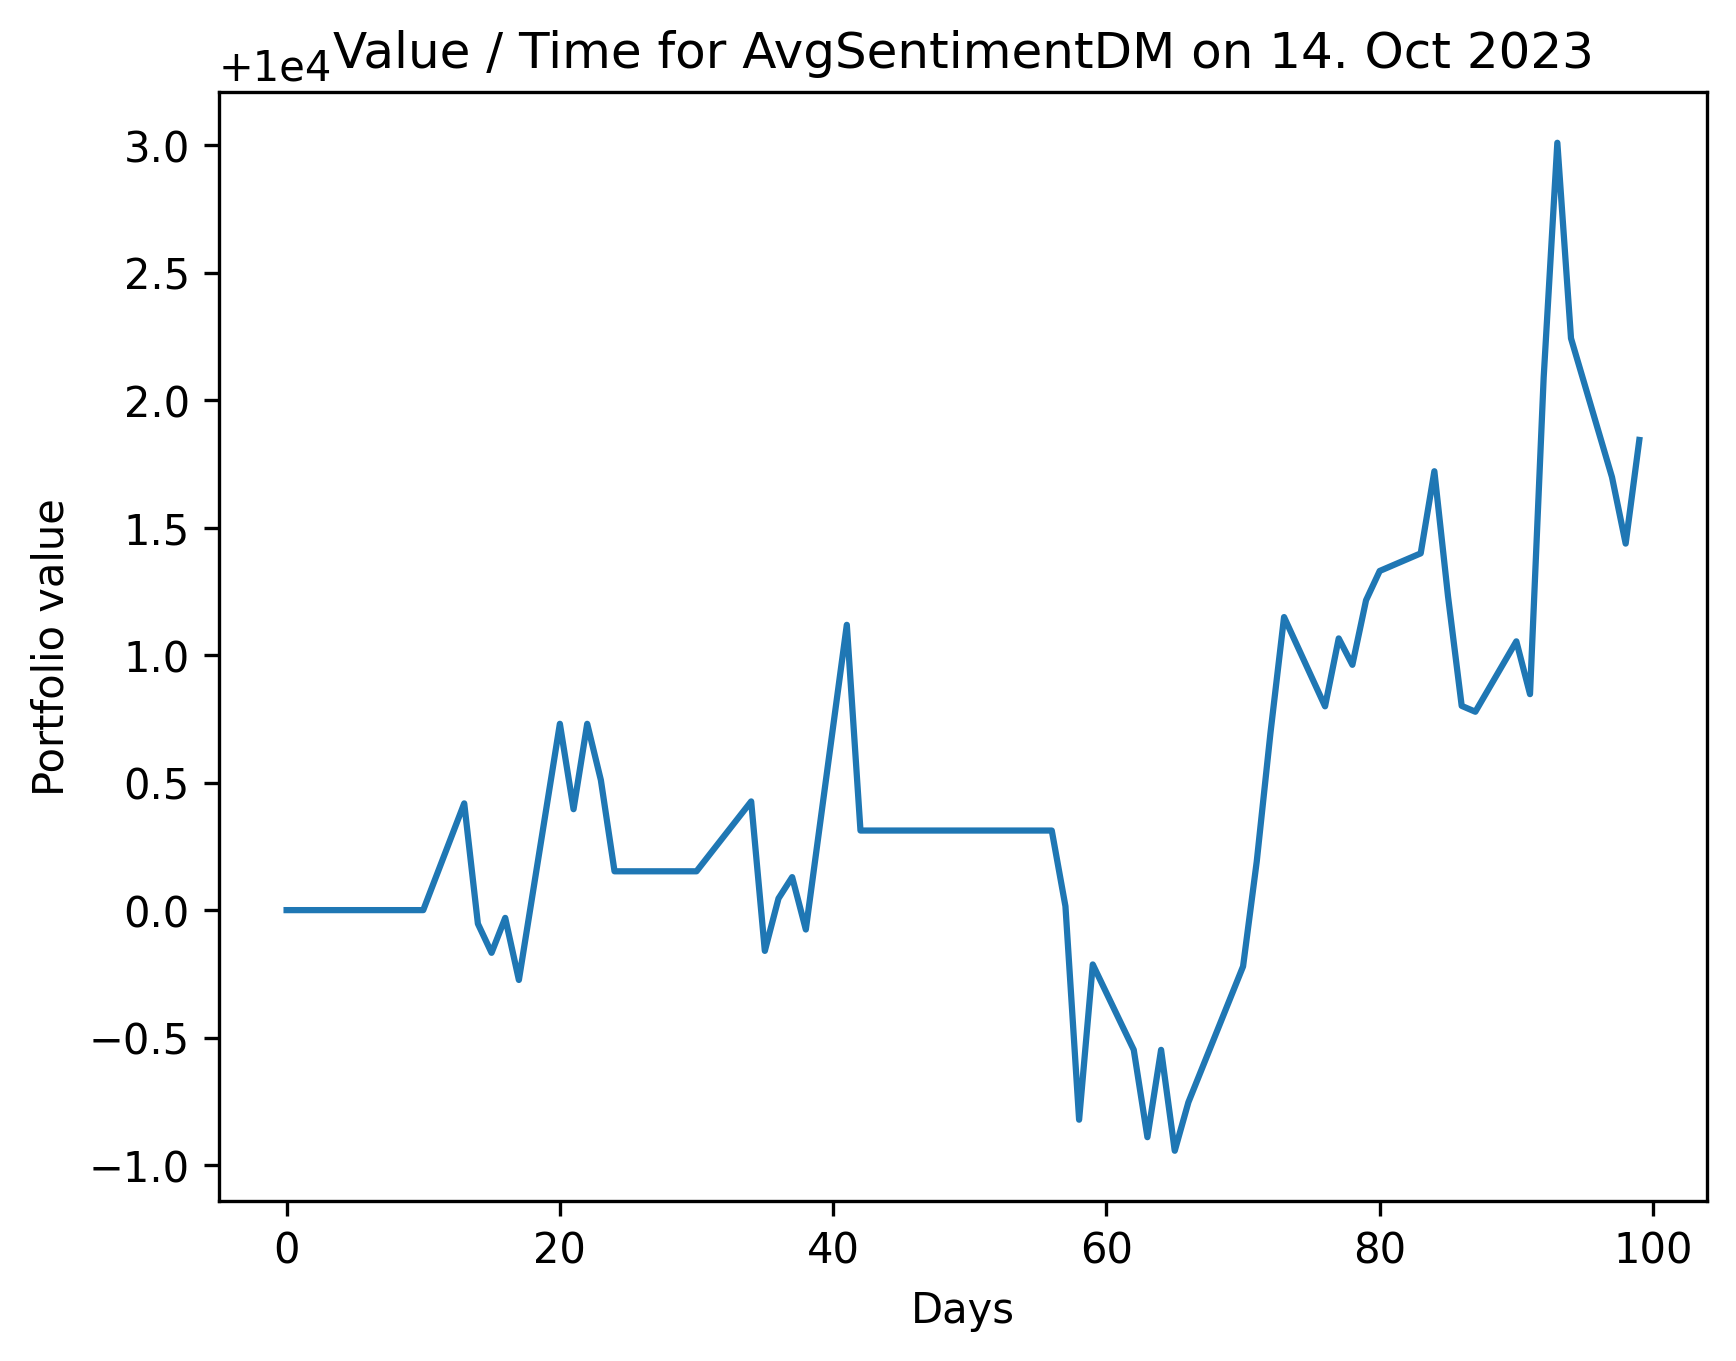 Value / Time for AvgSentimentDM on 14. Oct 2023
+1e4
3.0
2.5
2.0
1.5
1.0
0.5
0.0
−0.5
−1.0
Portfolio value
0 20 40 60 80 100
Days